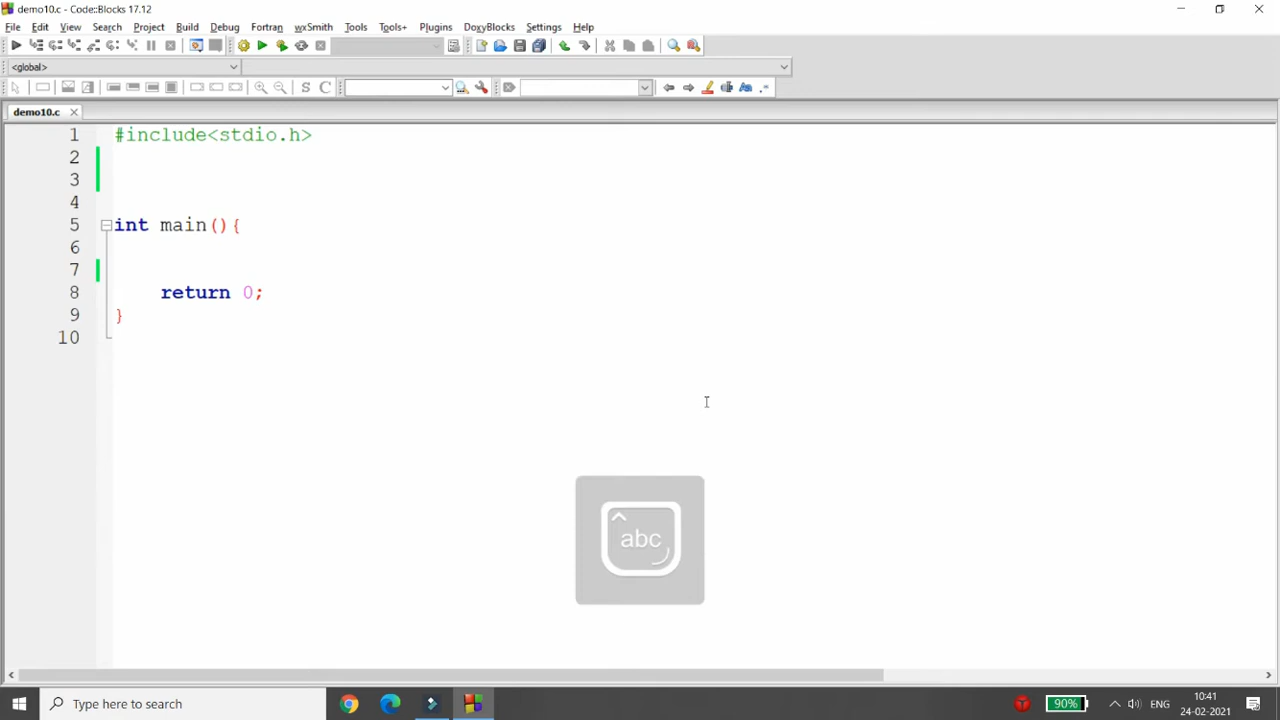 demo10.c - Code::Blocks 17.12
File Edit View Search Project Build Debug Fortran wxSmith Tools Tools+ Plugins DoxyBlocks Settings Help
<global>
S C
demo10.c
1 #include<stdio.h>
2
3
4
5 int main(){
6
7
8 return 0;
9 }
10
abc
Type here to search
90% ENG
10:41
24-02-2021